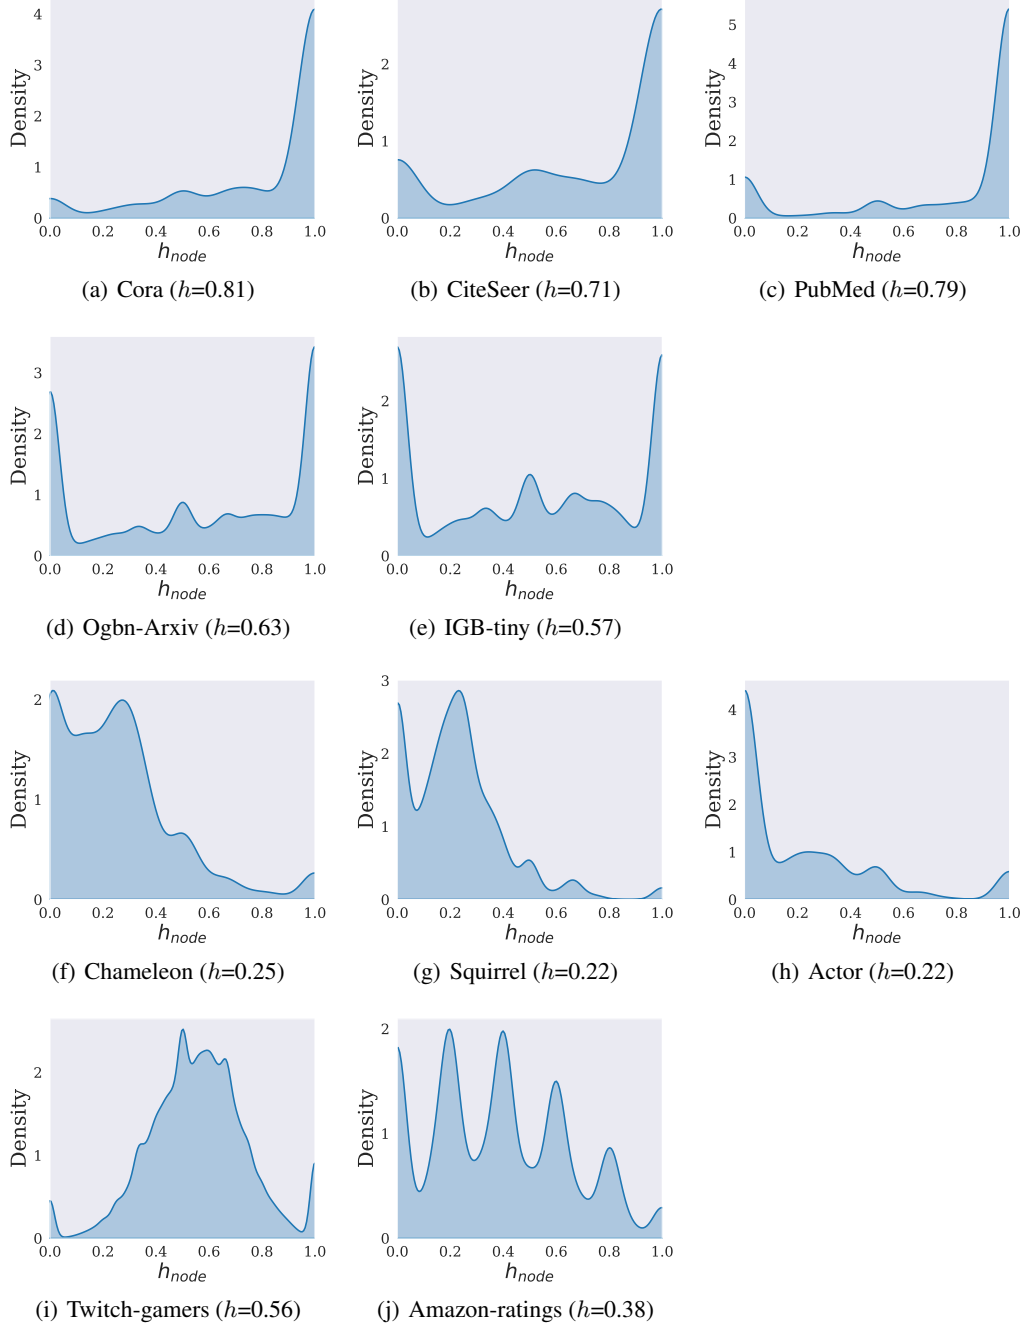 4
3
2
1
0
Density
0.0 0.2 0.4 0.6 0.8 1.0
h_node
(a) Cora (h=0.81)
2
1
0
Density
0.0 0.2 0.4 0.6 0.8 1.0
h_node
(b) CiteSeer (h=0.71)
5
4
3
2
1
0
Density
0.0 0.2 0.4 0.6 0.8 1.0
h_node
(c) PubMed (h=0.79)
3
2
1
0
Density
0.0 0.2 0.4 0.6 0.8 1.0
h_node
(d) Ogbn-Arxiv (h=0.63)
2
1
0
Density
0.0 0.2 0.4 0.6 0.8 1.0
h_node
(e) IGB-tiny (h=0.57)
2
1
0
Density
0.0 0.2 0.4 0.6 0.8 1.0
h_node
(f) Chameleon (h=0.25)
3
2
1
0
Density
0.0 0.2 0.4 0.6 0.8 1.0
h_node
(g) Squirrel (h=0.22)
4
3
2
1
0
Density
0.0 0.2 0.4 0.6 0.8 1.0
h_node
(h) Actor (h=0.22)
2
1
0
Density
0.0 0.2 0.4 0.6 0.8 1.0
h_node
(i) Twitch-gamers (h=0.56)
2
1
0
Density
0.0 0.2 0.4 0.6 0.8 1.0
h_node
(j) Amazon-ratings (h=0.38)